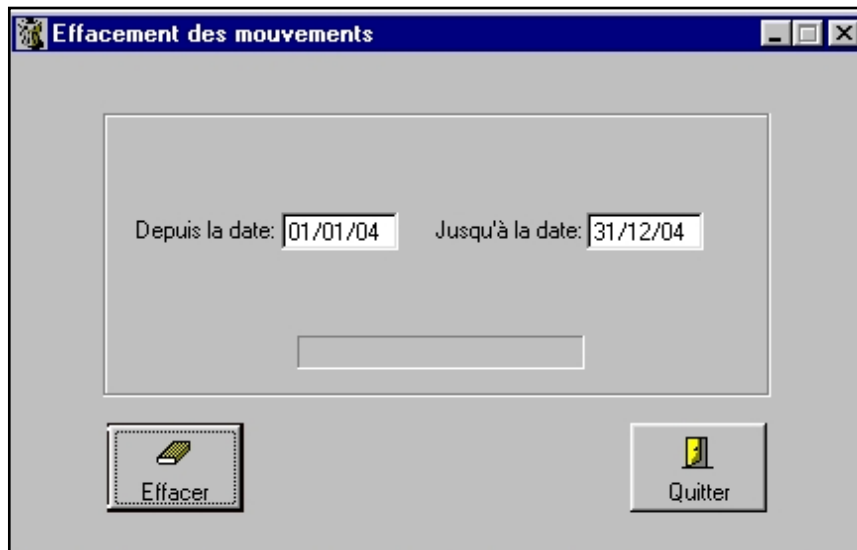 Effacement des mouvements
Depuis la date: 01/01/04 Jusqu'à la date: 31/12/04
Effacer Quitter